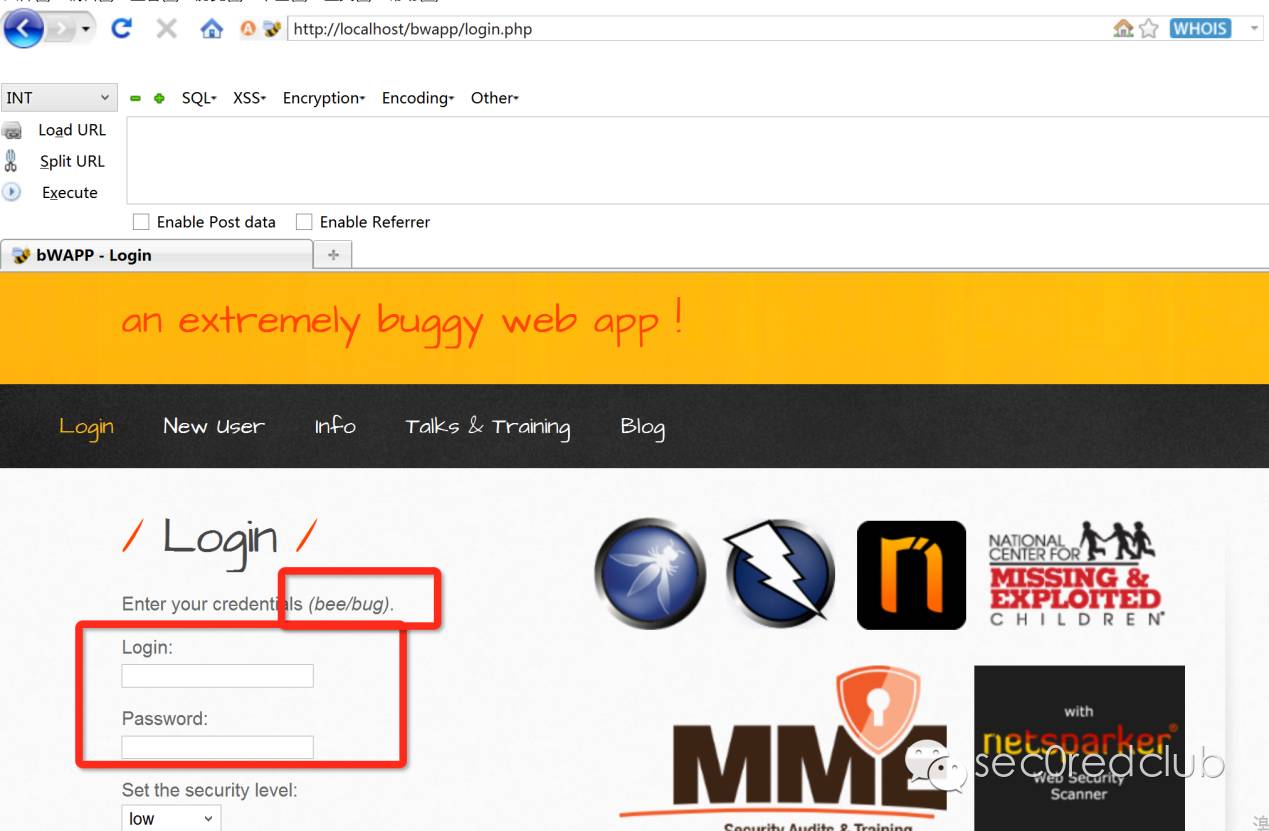 http://localhost/bwapp/login.php
WHOIS
INT SQL XSS Encryption Encoding Other
Load URL
Split URL
Execute
Enable Post data Enable Referrer
bWAPP - Login
an extremely buggy web app !
Login New User Info Talks & Training Blog
/ Login /
Enter your credentials (bee/bug).
Login:
Password:
Set the security level:
low
NATIONAL
CENTER FOR
MISSING &
EXPLOITED
CHILDREN
MME
Security Audits & Training
with
netsparker
Web Security
Scanner
sec0redclub